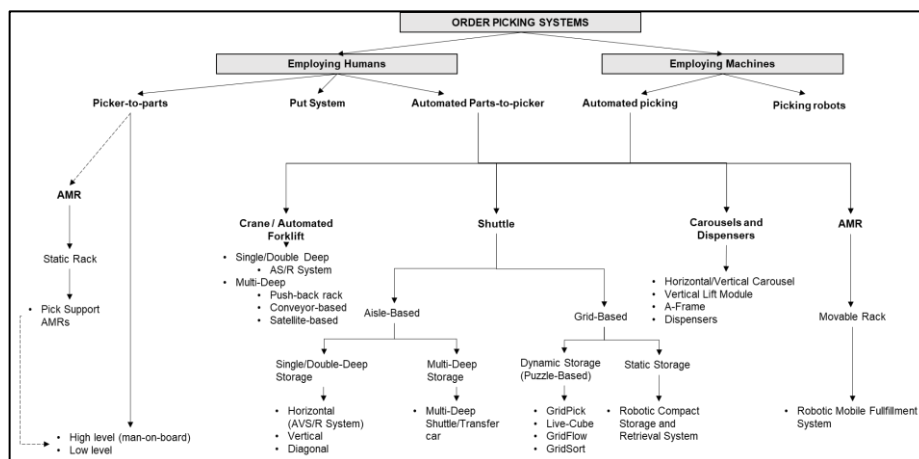 ORDER PICKING SYSTEMS
Employing Humans
Employing Machines
Picker-to-parts
Put System
Automated Parts-to-picker
Automated picking
Picking robots
AMR
Static Rack
• Pick Support
AMRs
• High level (man-on-board)
• Low level
Crane / Automated
Forklift
• Single/Double Deep
• AS/R System
• Multi-Deep
• Push-back rack
• Conveyor-based
• Satellite-based
Shuttle
Aisle-Based
Single/Double-Deep
Storage
• Horizontal
(AVS/R System)
• Vertical
• Diagonal
Multi-Deep
Storage
• Multi-Deep
Shuttle/Transfer
car
Grid-Based
Dynamic Storage
(Puzzle-Based)
• GridPick
• Live-Cube
• GridFlow
• GridSort
Static Storage
• Robotic Compact
Storage and
Retrieval System
Carousels and
Dispensers
• Horizontal/Vertical Carousel
• Vertical Lift Module
• A-Frame
• Dispensers
AMR
Movable Rack
• Robotic Mobile Fullfillment
System